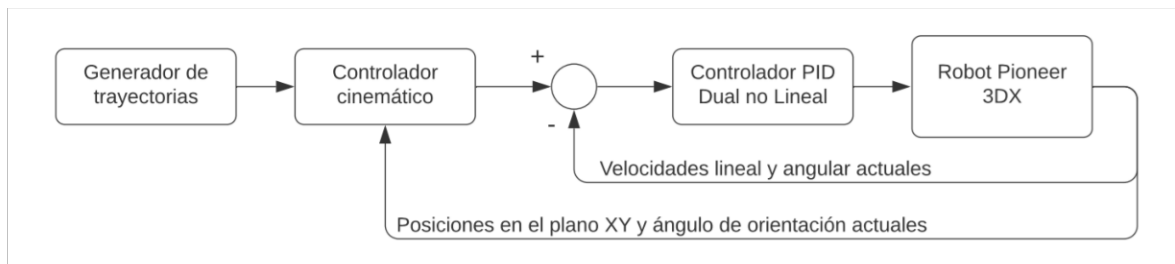 Generador de
trayectorias
Controlador
cinemático
+
-
Controlador PID
Dual no Lineal
Robot Pioneer
3DX
Velocidades lineal y angular actuales
Posiciones en el plano XY y ángulo de orientación actuales